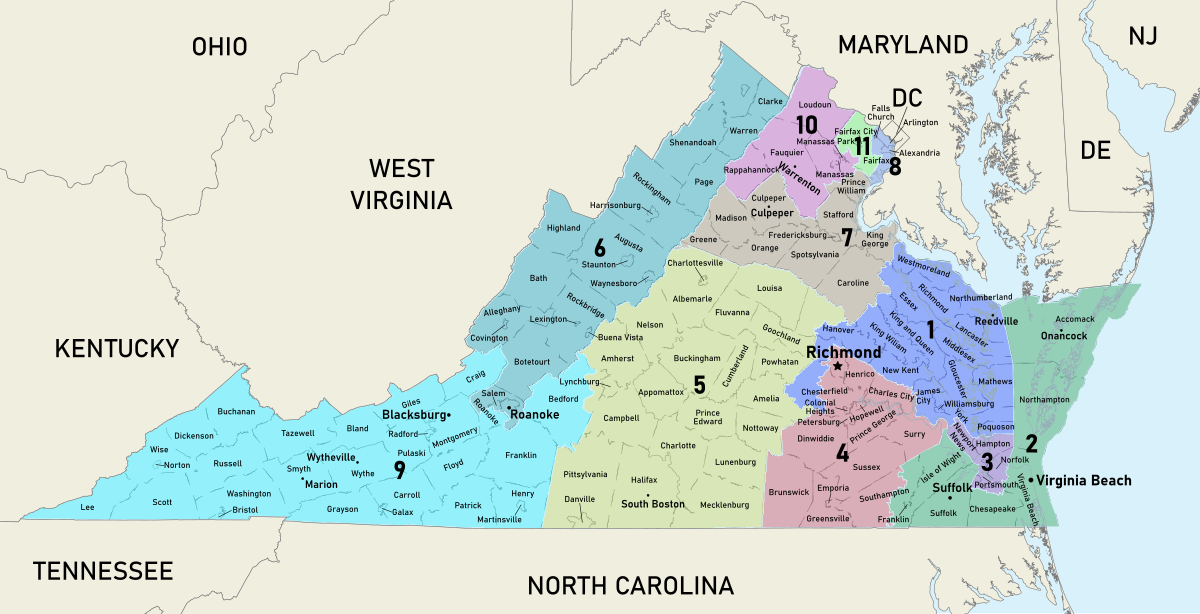 OHIO
MARYLAND
NJ
WEST
VIRGINIA
DC
DE
KENTUCKY
TENNESSEE
NORTH CAROLINA
Clarke
Loudoun
10
Falls
Church
Arlington
Warren
Fairfax City
Manassas
Park
11
Shenandoah
Fauquier
Fairfax
Alexandria
8
Rappahannock
Warrenton
Manassas
Page
Prince
William
Rockingham
Harrisonburg
Culpeper
Culpeper
Madison
Stafford
Highland
Augusta
6
Greene
Orange
Fredericksburg
7
King
George
Spotsylvania
Staunton
Charlottesville
Westmoreland
Bath
Waynesboro
Louisa
Caroline
Richmond
Northumberland
Albemarle
Essex
Rockbridge
Alleghany
Lexington
Fluvanna
Nelson
Goochland
Hanover
King and Queen
King Wiliam
1
Lancaster
Reedville
Accomack
Onancock
Covington
Buena Vista
Middlesex
Botetourt
Amherst
Buckingham
Cumberland
Powhatan
Richmond
Henrico
New Kent
Gloucester
Mathews
Craig
Lynchburg
5
Appomattox
Amelia
Chesterfield
Colonial
Heights
Charles City
James
City
Williamsburg
Northampton
Salem
Roanoke
Roanoke
Bedford
Giles
Blacksburg
Buchanan
Campbell
Prince
Edward
Nottoway
Petersburg
Hopewell
Prince George
York
Poquoson
Dickenson
Tazewell
Bland
Radford
Montgomery
Dinwiddie
Surry
Newport
News
Hampton
2
Wise
Norton
Russell
Wytheville
Smyth
Marion
Wythe
9
Pulaski
Floyd
Franklin
Charlotte
Lunenburg
4
Sussex
Isle of Wight
3
Norfolk
Portsmouth
Virginia Beach
Virginia Beach
Pittsylvania
Halifax
Lee
Scott
Washington
Bristol
Grayson
Carroll
Galax
Patrick
Henry
Martinsville
Danville
South Boston
Mecklenburg
Brunswick
Emporia
Greensville
Southampton
Franklin
Suffolk
Suffolk
Chesapeake